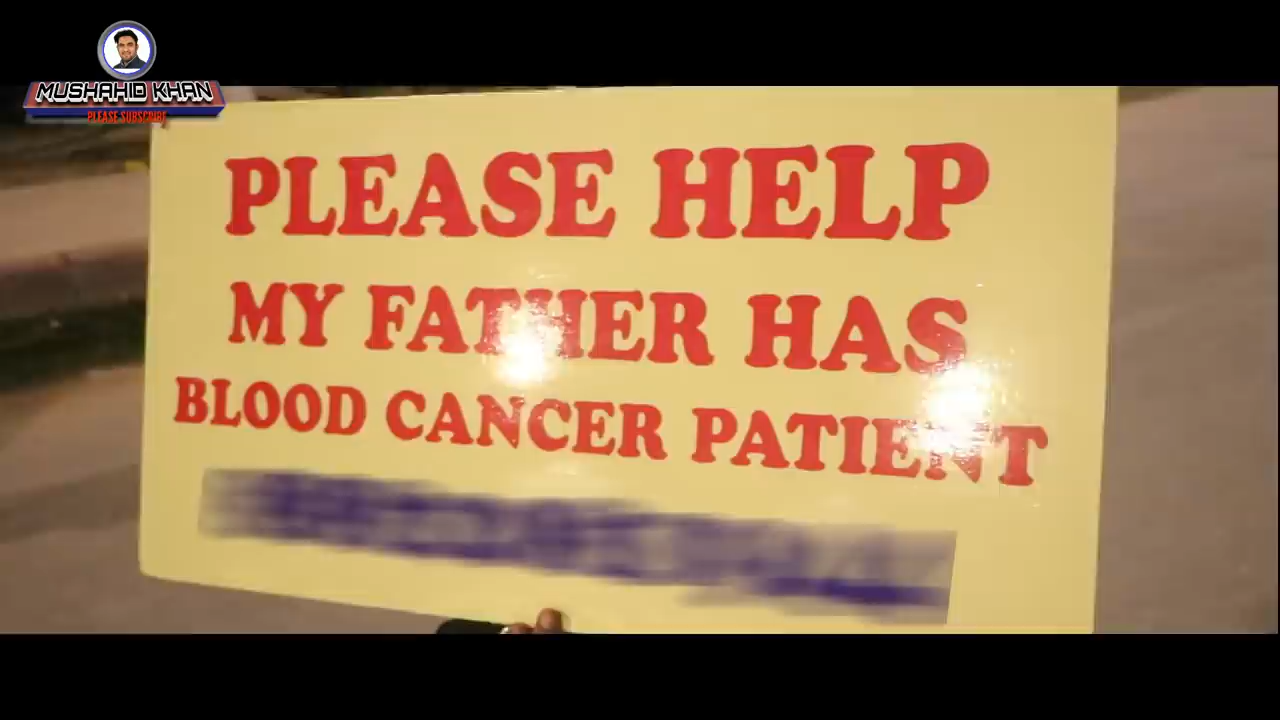 MUSHAHID KHAN
PLEASE SUBSCRIBE
PLEASE HELP
MY FATHER HAS
BLOOD CANCER PATIENT